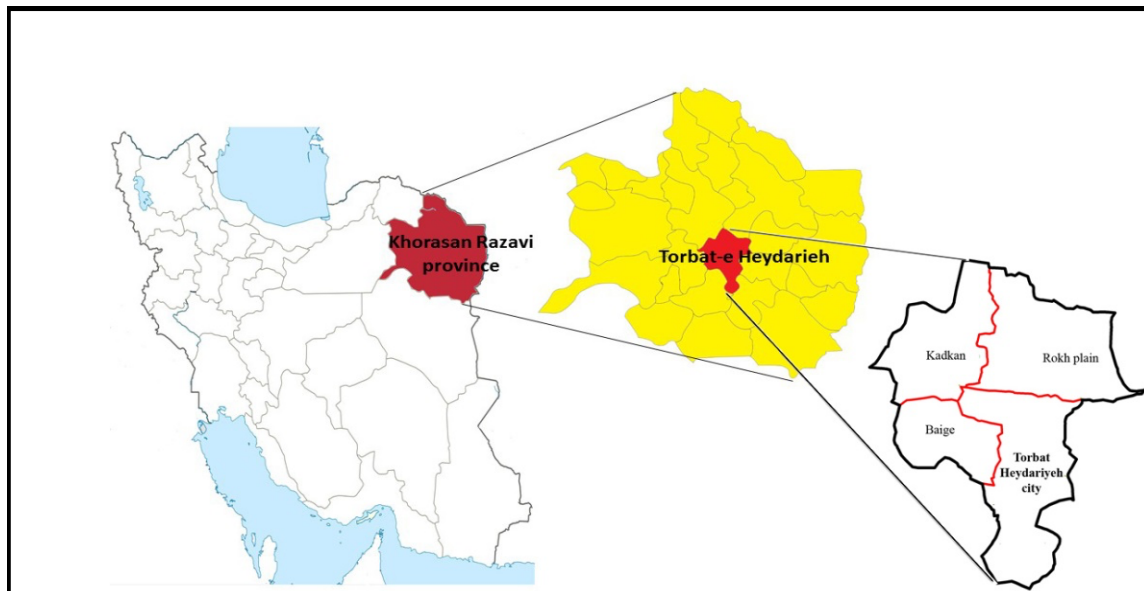 Khorasan Razavi
province
Torbat-e Heydarieh
Kadkan
Rokh plain
Baige
Torbat
Heydariyeh
city